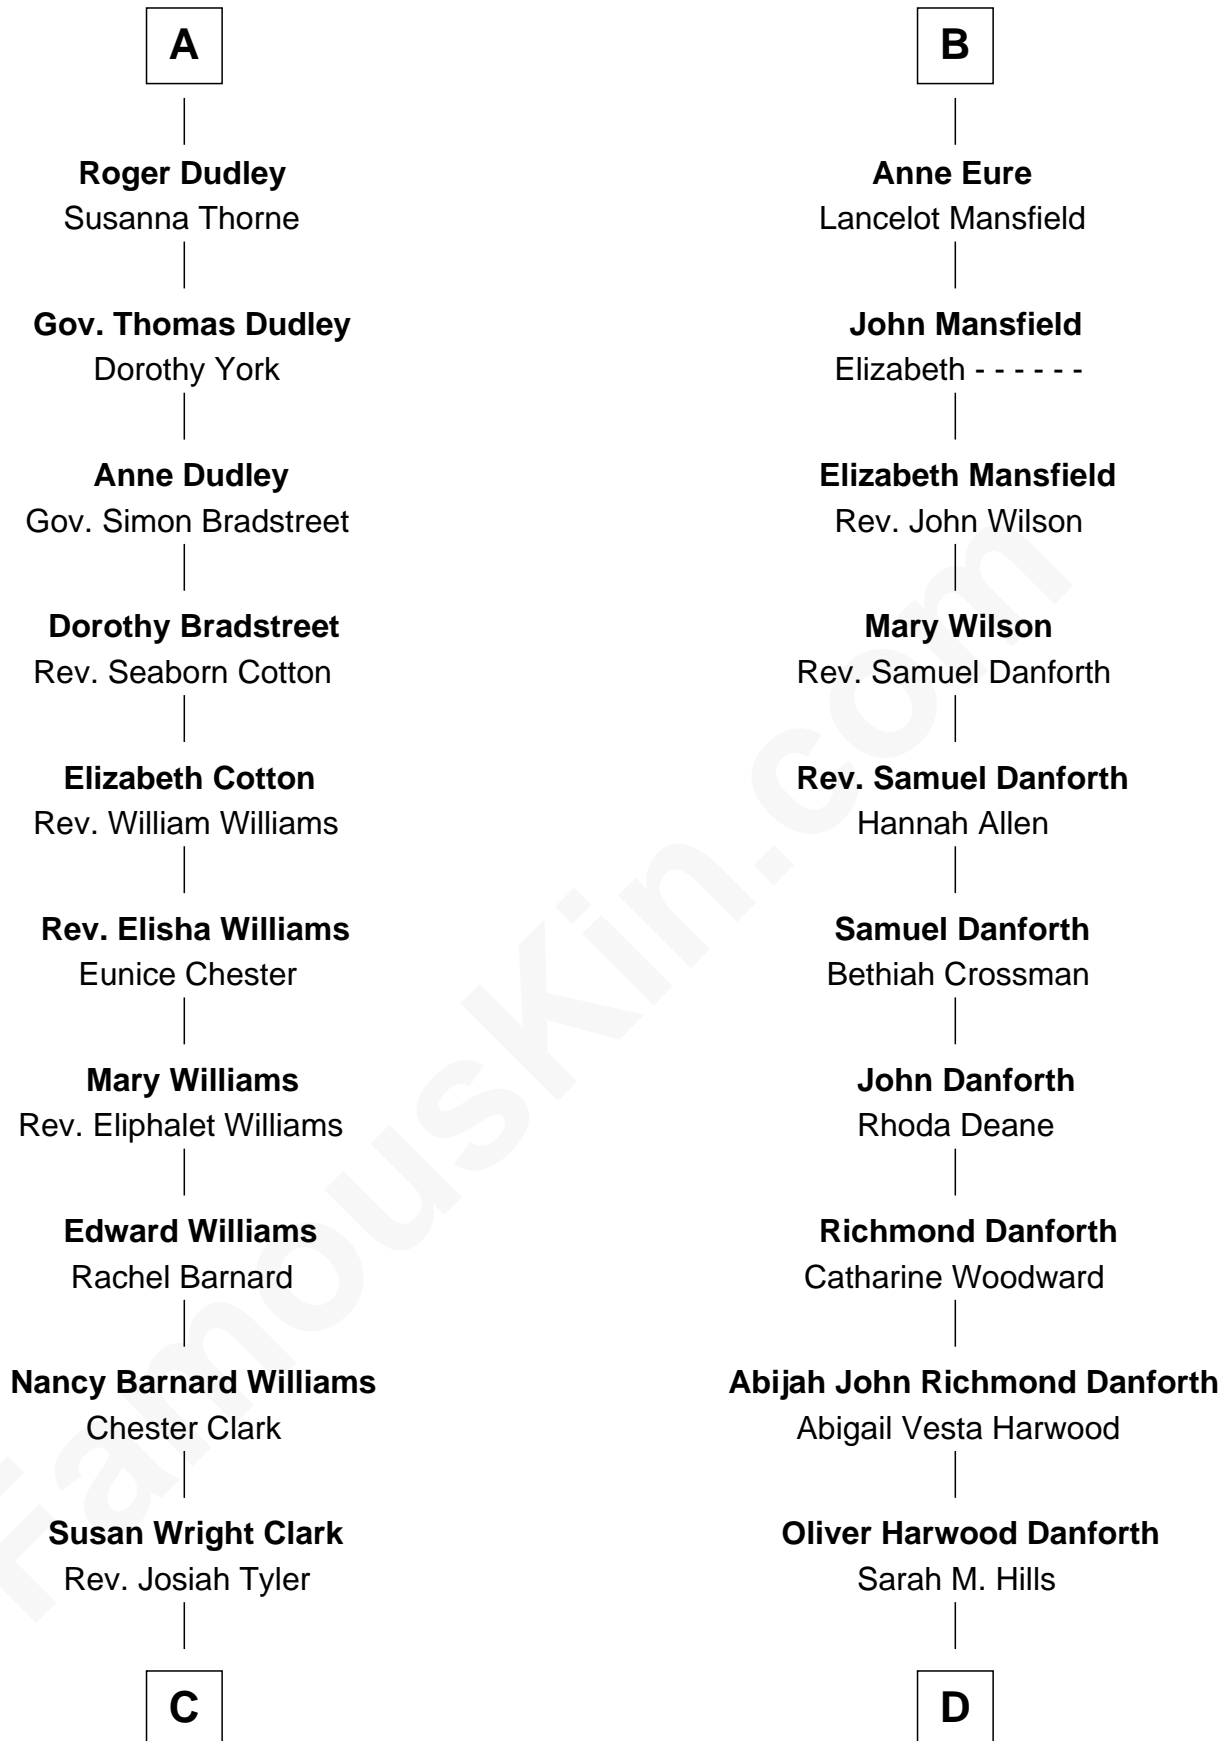 A
Roger Dudley
Susanna Thorne
Gov. Thomas Dudley
Dorothy York
Anne Dudley
Gov. Simon Bradstreet
Dorothy Bradstreet
Rev. Seaborn Cotton
Elizabeth Cotton
Rev. William Williams
Rev. Elisha Williams
Eunice Chester
Mary Williams
Rev. Eliphalet Williams
Edward Williams
Rachel Barnard
Nancy Barnard Williams
Chester Clark
Susan Wright Clark
Rev. Josiah Tyler
C
B
Anne Eure
Lancelot Mansfield
John Mansfield
Elizabeth - - - - - -
Elizabeth Mansfield
Rev. John Wilson
Mary Wilson
Rev. Samuel Danforth
Rev. Samuel Danforth
Hannah Allen
Samuel Danforth
Bethiah Crossman
John Danforth
Rhoda Deane
Richmond Danforth
Catharine Woodward
Abijah John Richmond Danforth
Abigail Vesta Harwood
Oliver Harwood Danforth
Sarah M. Hills
D
FamousKin.com